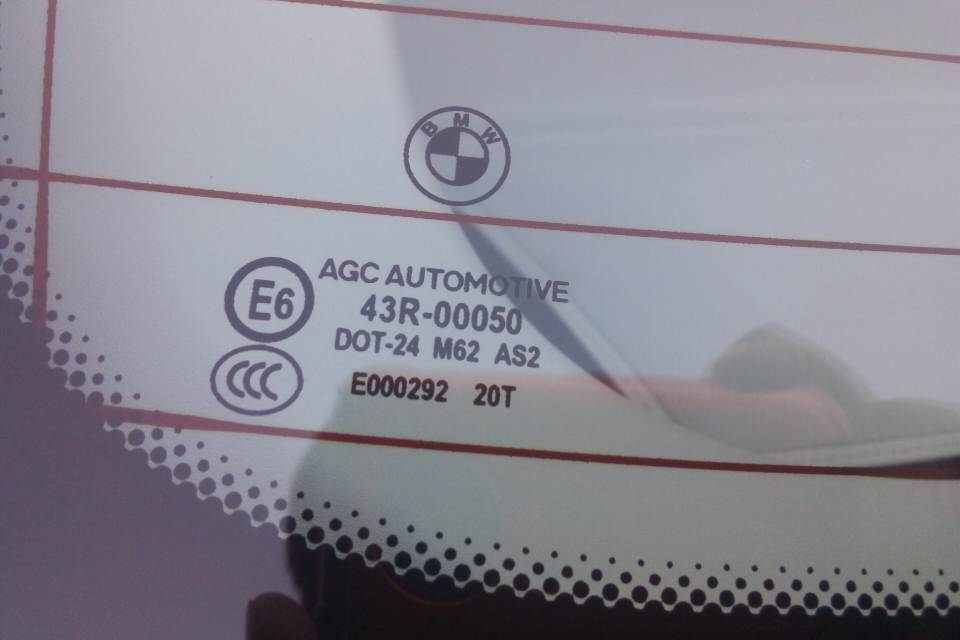 BMW
AGC AUTOMOTIVE
E6
43R-00050
DOT-24 M62 AS2
CCC
E000292 20T